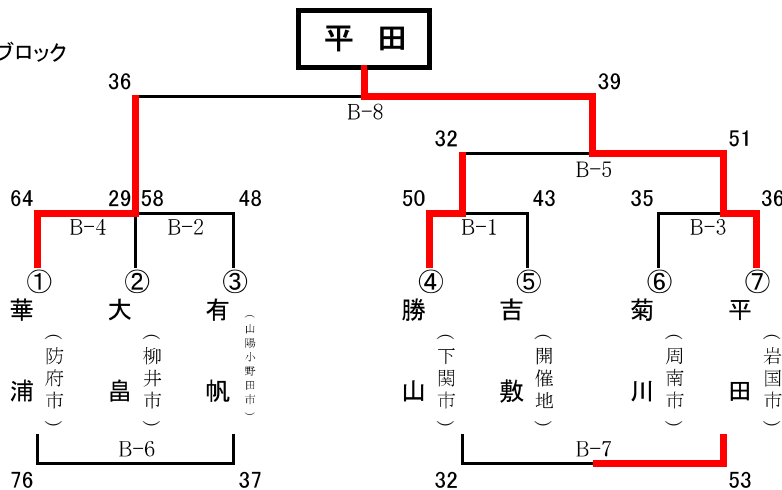 平 田
ブロック
36 39
B-8
32 51
B-5
64 29 58 48 50 43 35 36
B-4 B-2 B-1 B-3
① ② ③ ④ ⑤ ⑥ ⑦
華浦
(防府市)
大畠
(柳井市)
有帆
(山陽小野田市)
勝山
(下関市)
吉敷
(開催地)
菊川
(周南市)
平田
(岩国市)
B-6 B-7
76 37 32 53